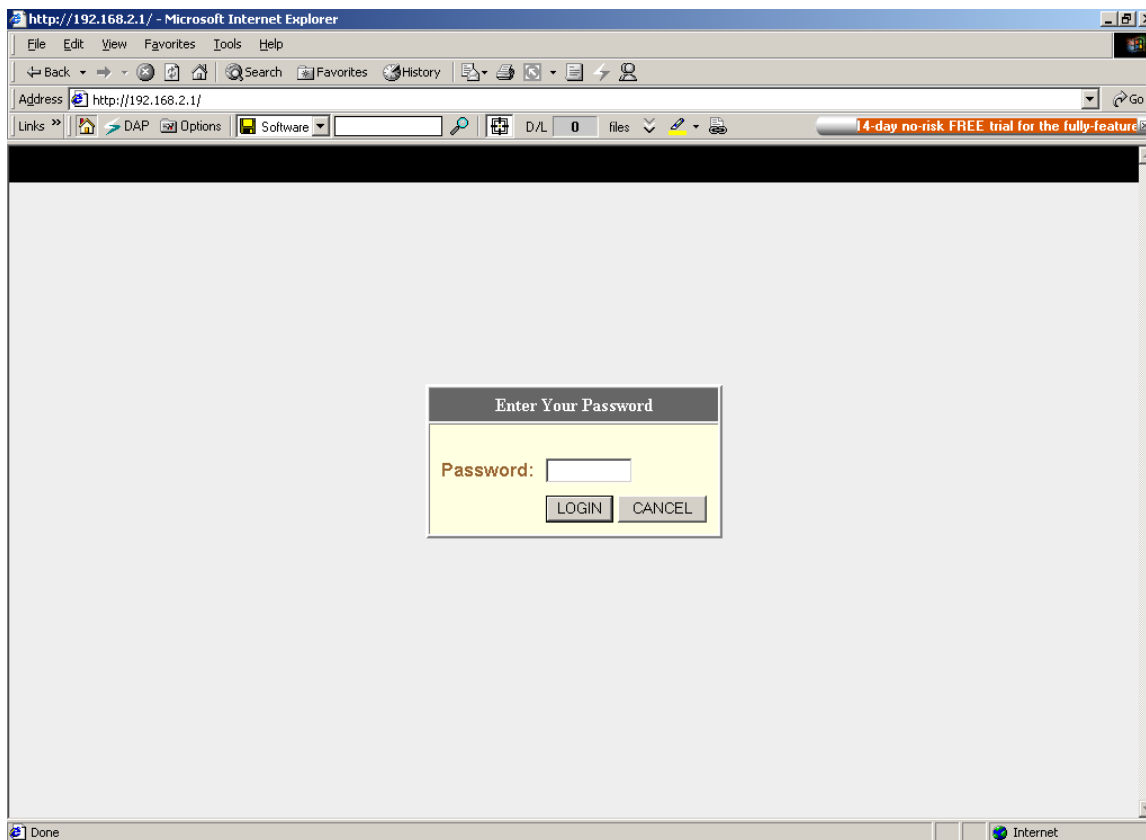 http://192.168.2.1/ - Microsoft Internet Explorer
File Edit View Favorites Tools Help
Back Search Favorites History
Address http://192.168.2.1/ Go
Links » DAP Options Software D/L 0 files 14-day no-risk FREE trial for the fully-feature
Enter Your Password
Password:
LOGIN CANCEL
Done Internet